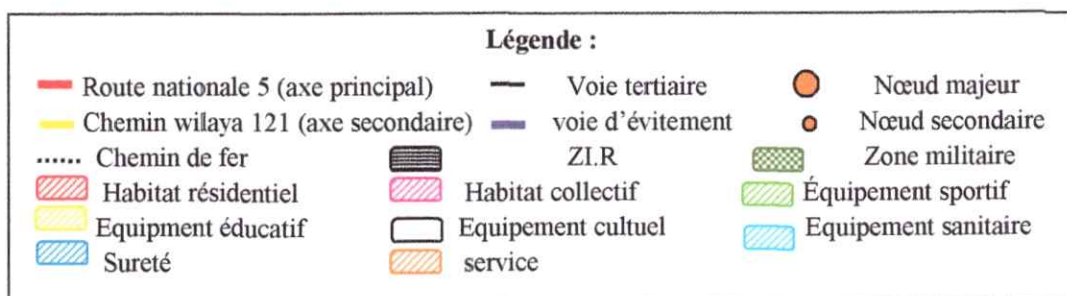 Légende :
Route nationale 5 (axe principal) Voie tertiaire Nœud majeur
Chemin wilaya 121 (axe secondaire) voie d'évitement Nœud secondaire
Chemin de fer ZI.R Zone militaire
Habitat résidentiel Habitat collectif Équipement sportif
Equipment éducatif Equipement cultuel Equipement sanitaire
Sureté service